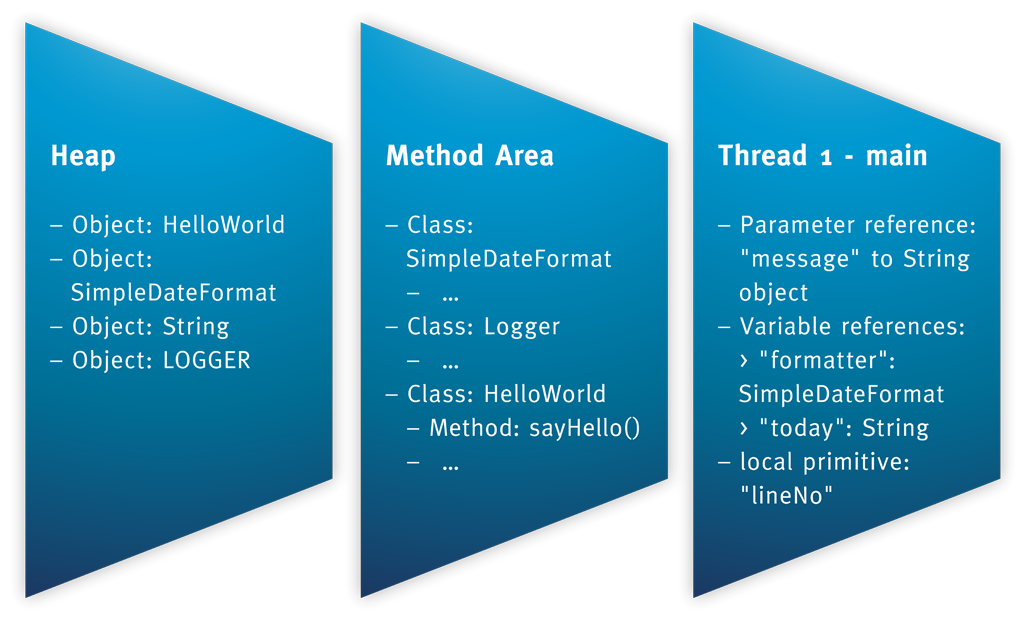 Heap
– Object: HelloWorld
– Object:
SimpleDateFormat
– Object: String
– Object: LOGGER
Method Area
– Class:
SimpleDateFormat
– ...
– Class: Logger
– ...
– Class: HelloWorld
– Method: sayHello()
– ...
Thread 1 - main
– Parameter reference:
"message" to String
object
– Variable references:
> "formatter":
SimpleDateFormat
> "today": String
– local primitive:
"lineNo"